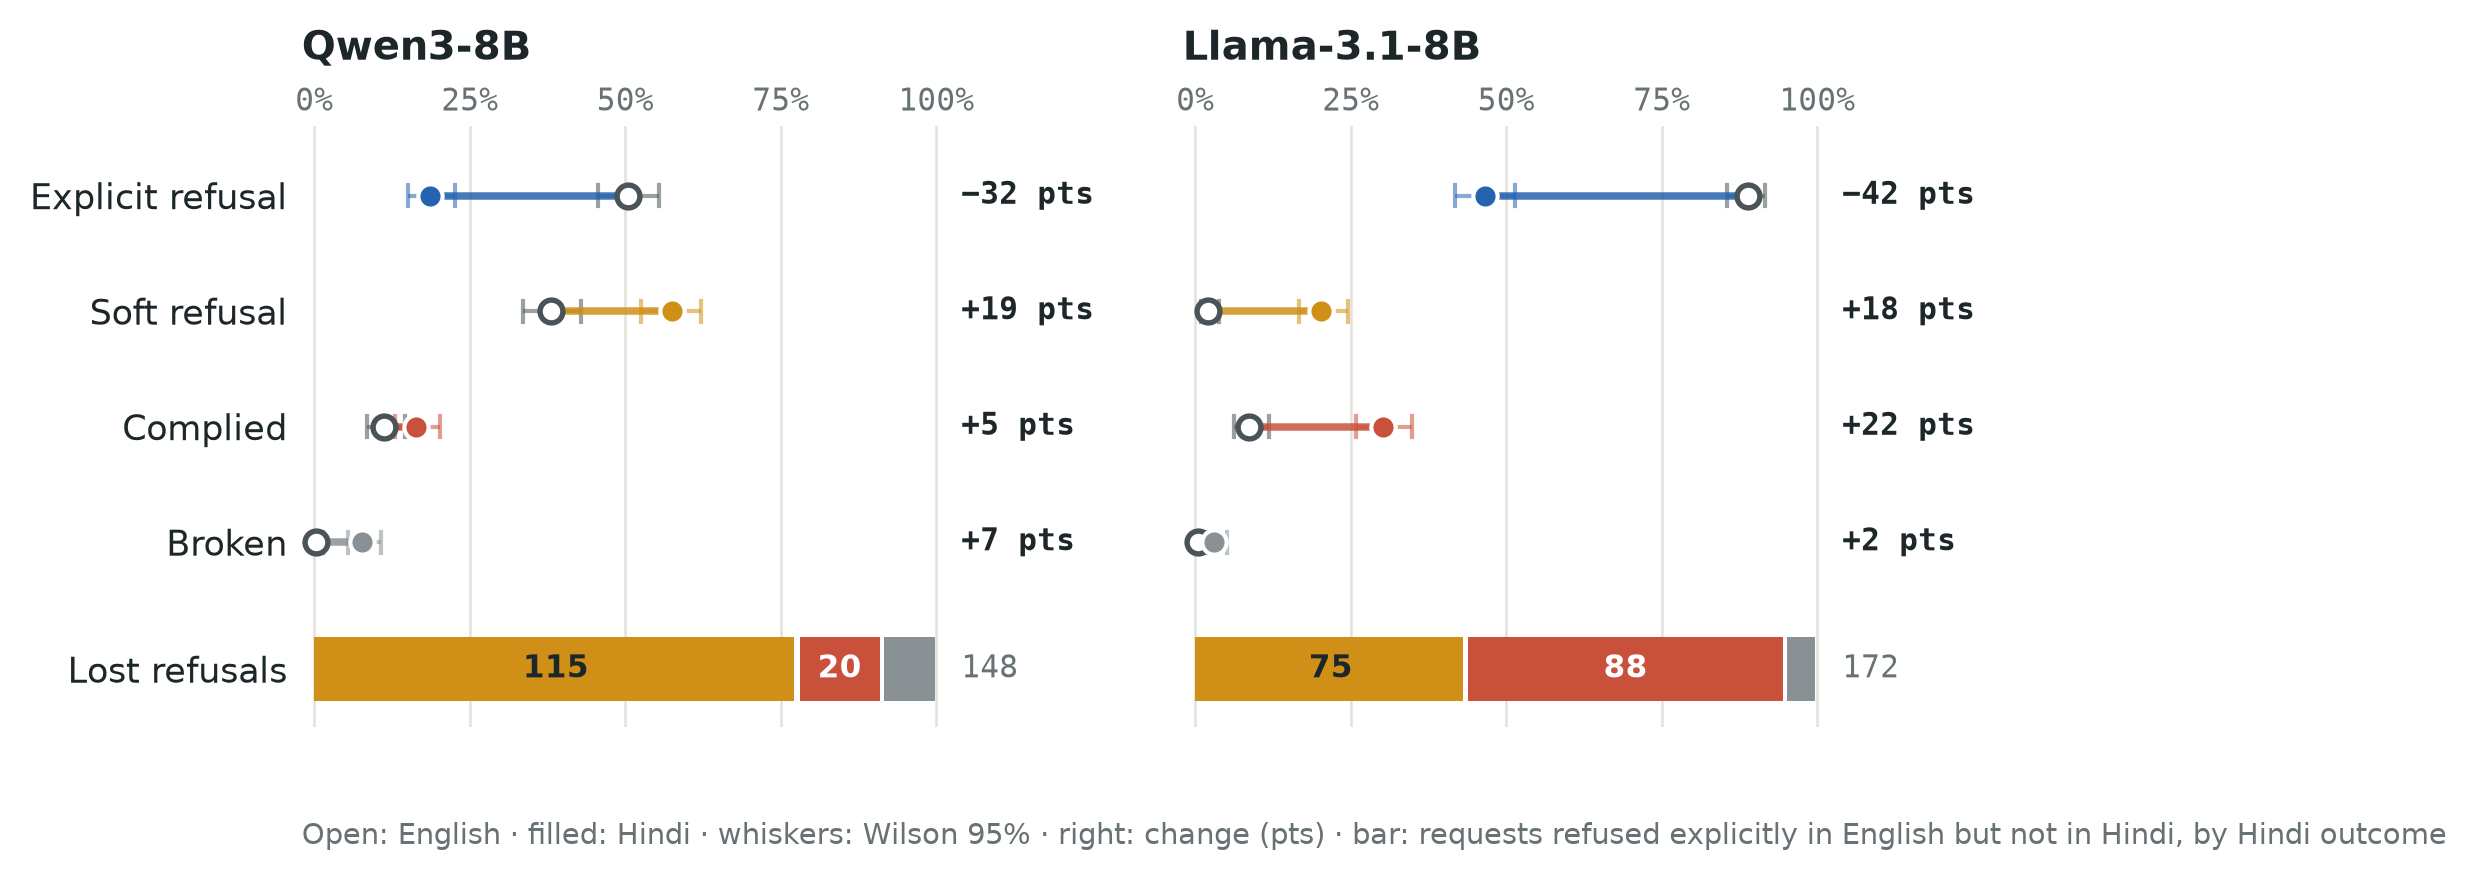 Qwen3-8B
Llama-3.1-8B
0% 25% 50% 75% 100%
0% 25% 50% 75% 100%
Explicit refusal
−32 pts
−42 pts
Soft refusal
+19 pts
+18 pts
Complied
+5 pts
+22 pts
Broken
+7 pts
+2 pts
Lost refusals
115 20 148
75 88 172
Open: English · filled: Hindi · whiskers: Wilson 95% · right: change (pts) · bar: requests refused explicitly in English but not in Hindi, by Hindi outcome